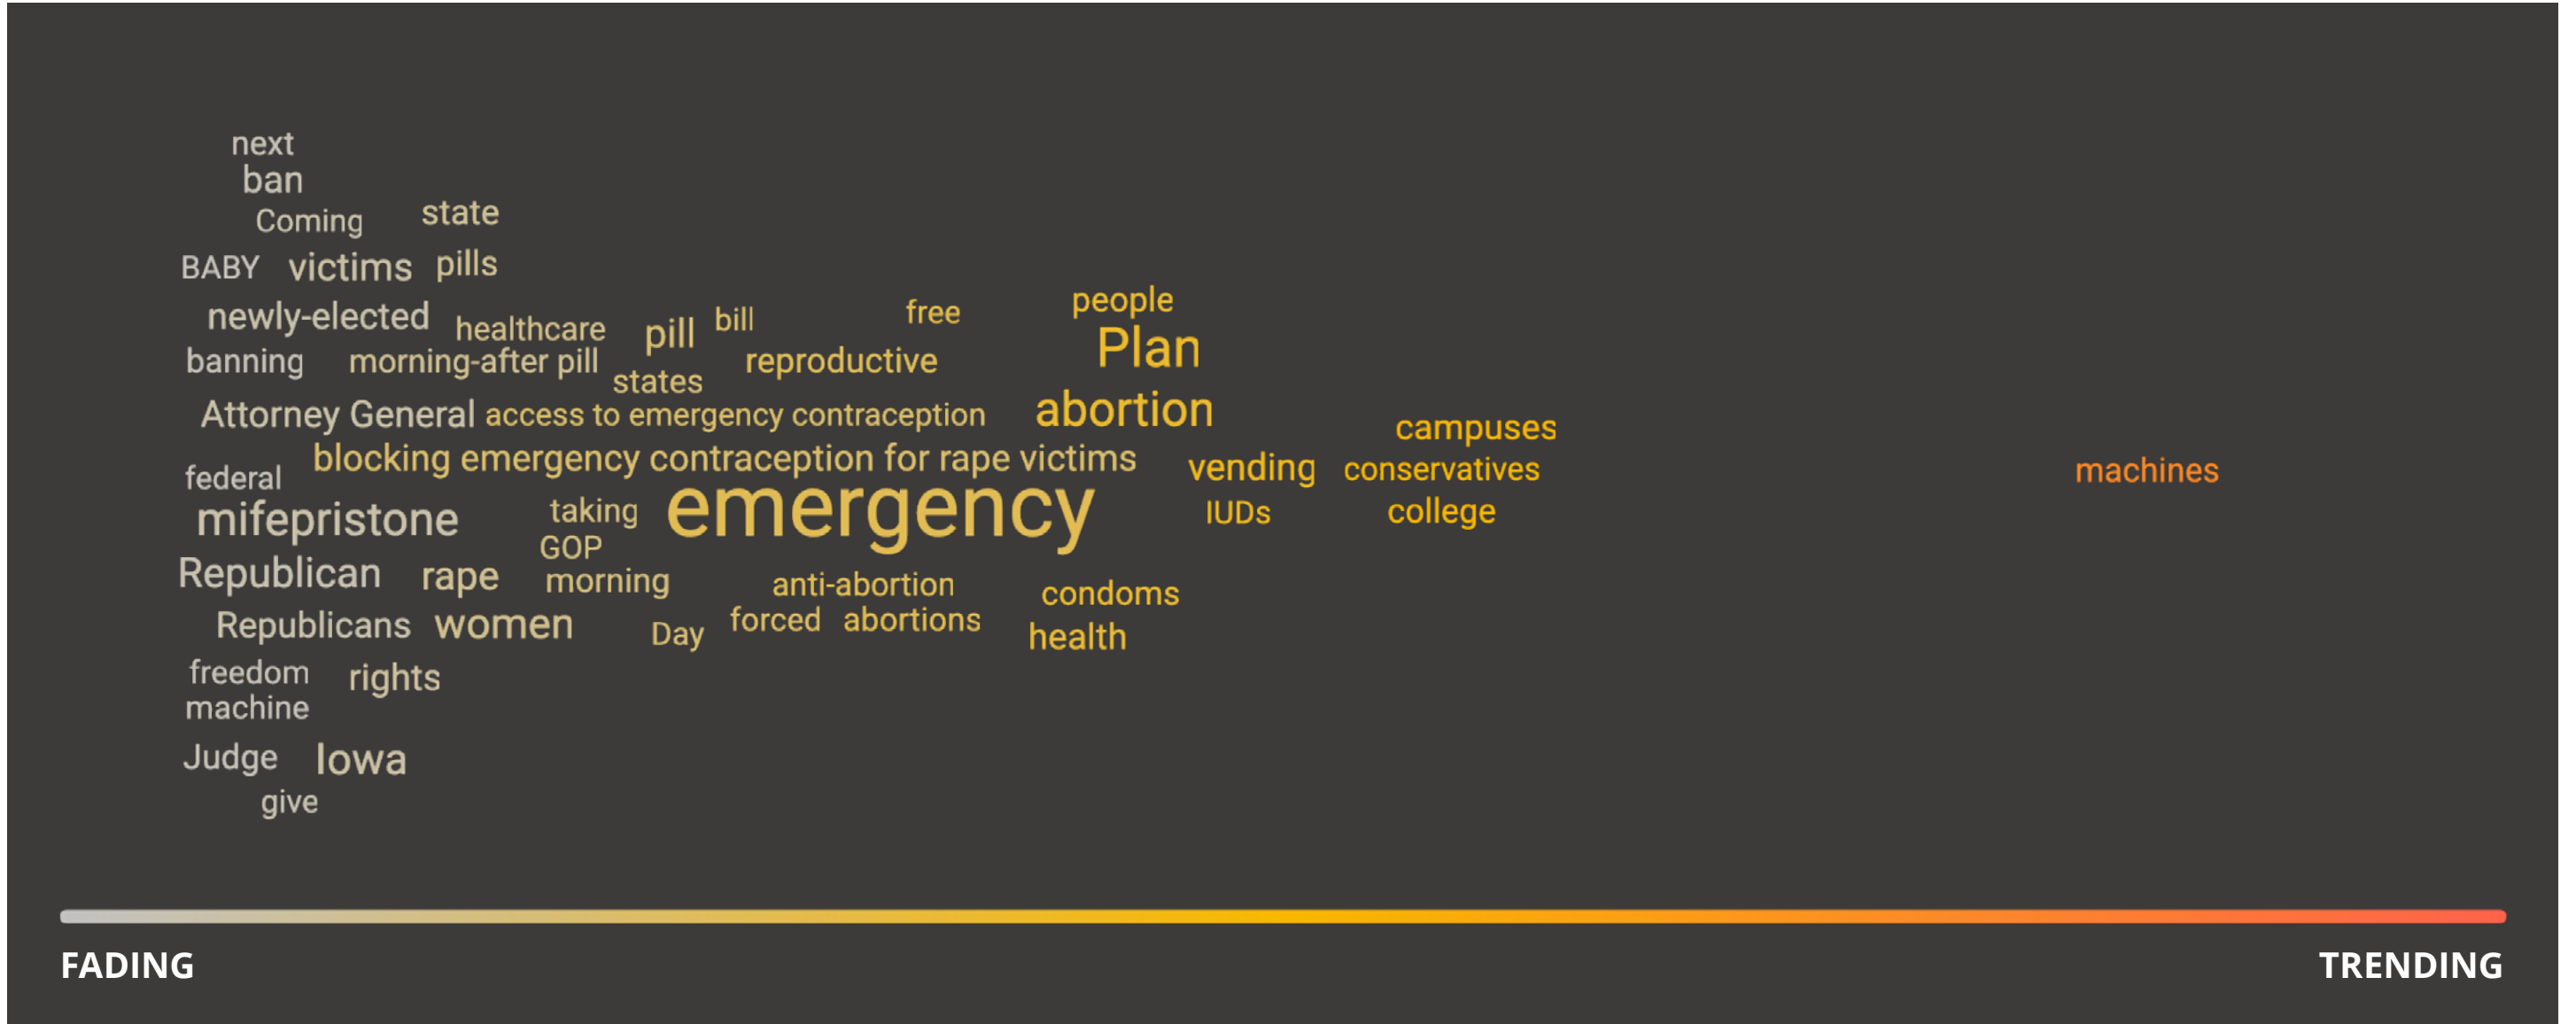 next
ban
Coming state
BABY victims pills
newly-elected healthcare pill bill free people
Plan
banning morning-after pill states reproductive
Attorney General access to emergency contraception abortion
campuses
blocking emergency contraception for rape victims vending conservatives machines
federal
mifepristone taking emergency IUDs college
GOP
Republican rape morning anti-abortion condoms
Republicans women Day forced abortions health
freedom rights
machine
Judge Iowa
give
FADING TRENDING